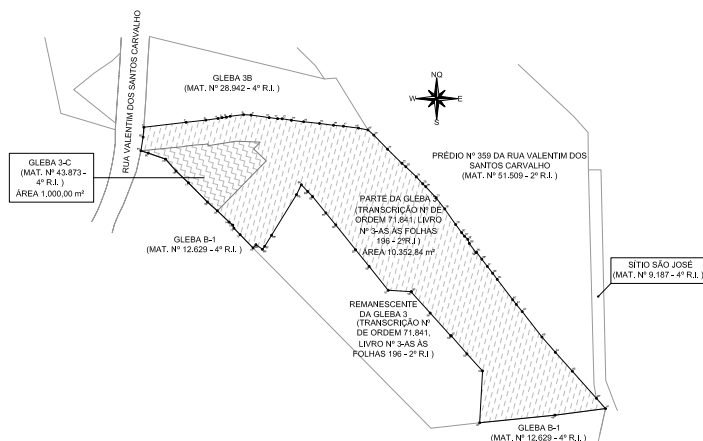 RUA VALENTIM DOS SANTOS CARVALHO
GLEBA 3B
(MAT. Nº 28.942 - 4º R.I. )
NQ
W
E
S
PRÉDIO Nº 359 DA RUA VALENTIM DOS
SANTOS CARVALHO
(MAT. Nº 51.509 - 2º R.I.)
GLEBA 3-C
(MAT. Nº 43.873 -
4º R.I. )
ÁREA 1.000,00 m²
PARTE DA GLEBA 3
(TRANSCRIÇÃO Nº DE
ORDEM 71.841, LIVRO
Nº 3-AS ÀS FOLHAS
196 - 2º R.I )
ÁREA 10.352,84 m²
GLEBA B-1
(MAT. Nº 12.629 - 4º R.I.)
SÍTIO SÃO JOSÉ
(MAT. Nº 9.187 - 4º R.I.)
REMANESCENTE
DA GLEBA 3
(TRANSCRIÇÃO Nº
DE ORDEM 71.841,
LIVRO Nº 3-AS ÀS
FOLHAS 196 - 2º R.I )
GLEBA B-1
(MAT. Nº 12.629 - 4º R.I.)